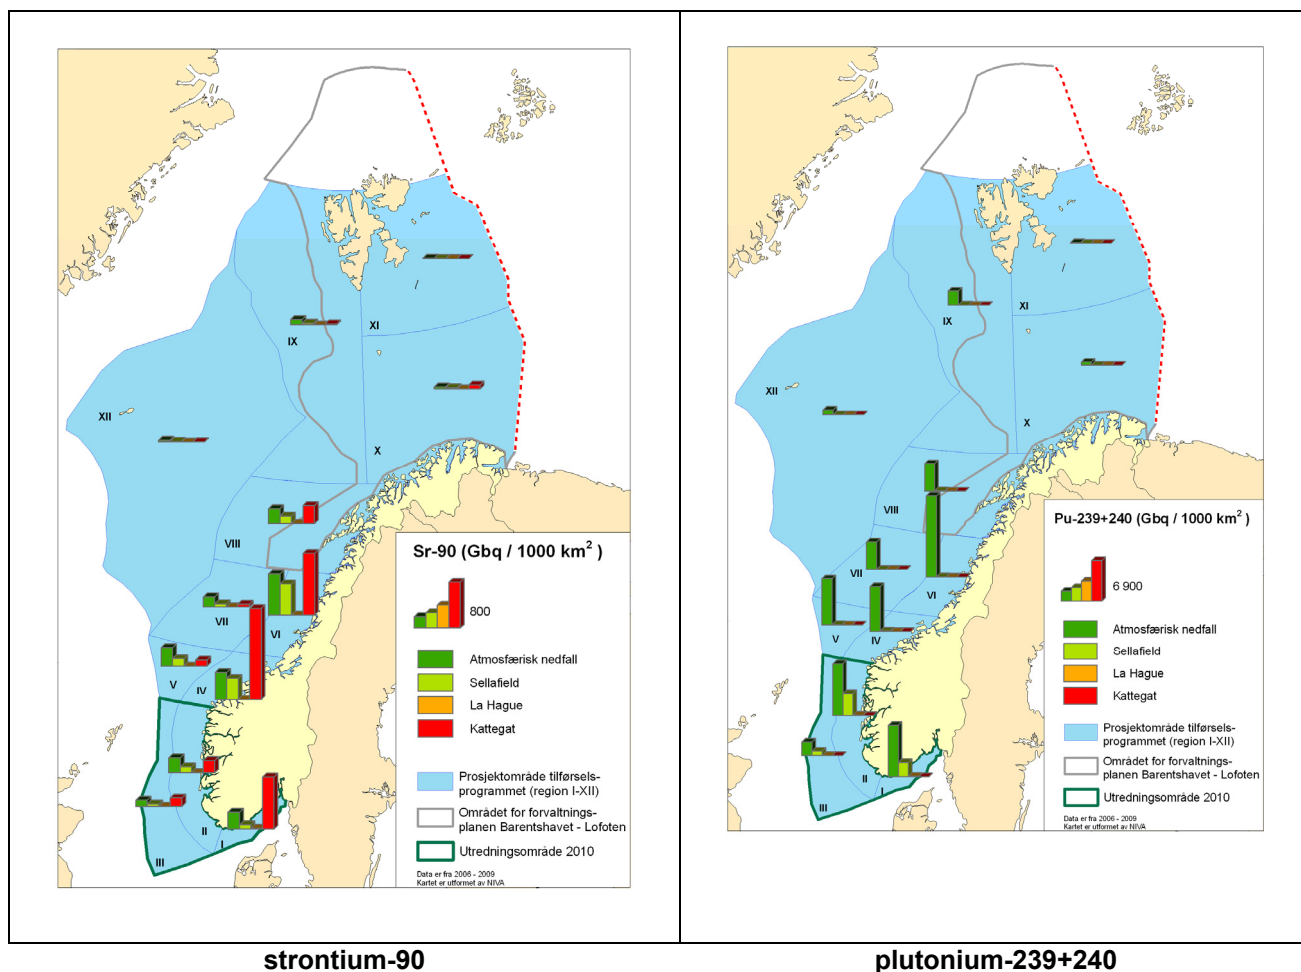 XI
IX
XII
X
VIII
VII
VI
V
IV
II
I
III
Sr-90 (Gbq / 1000 km2 )
800
Atmosfærisk nedfall
Sellafield
La Hague
Kattegat
Prosjektområde tilførsels-
programmet (region I-XII)
Området for forvaltnings-
planen Barentshavet - Lofoten
Utredningsområde 2010
Data er fra 2006 - 2009
Kartet er utformet av NIVA
strontium-90
XI
IX
XII
X
VIII
VII
VI
V
IV
II
I
III
Pu-239+240 (Gbq / 1000 km2 )
6 900
Atmosfærisk nedfall
Sellafield
La Hague
Kattegat
Prosjektområde tilførsels-
programmet (region I-XII)
Området for forvaltnings-
planen Barentshavet - Lofoten
Utredningsområde 2010
Data er fra 2006 - 2009
Kartet er utformet av NIVA
plutonium-239+240